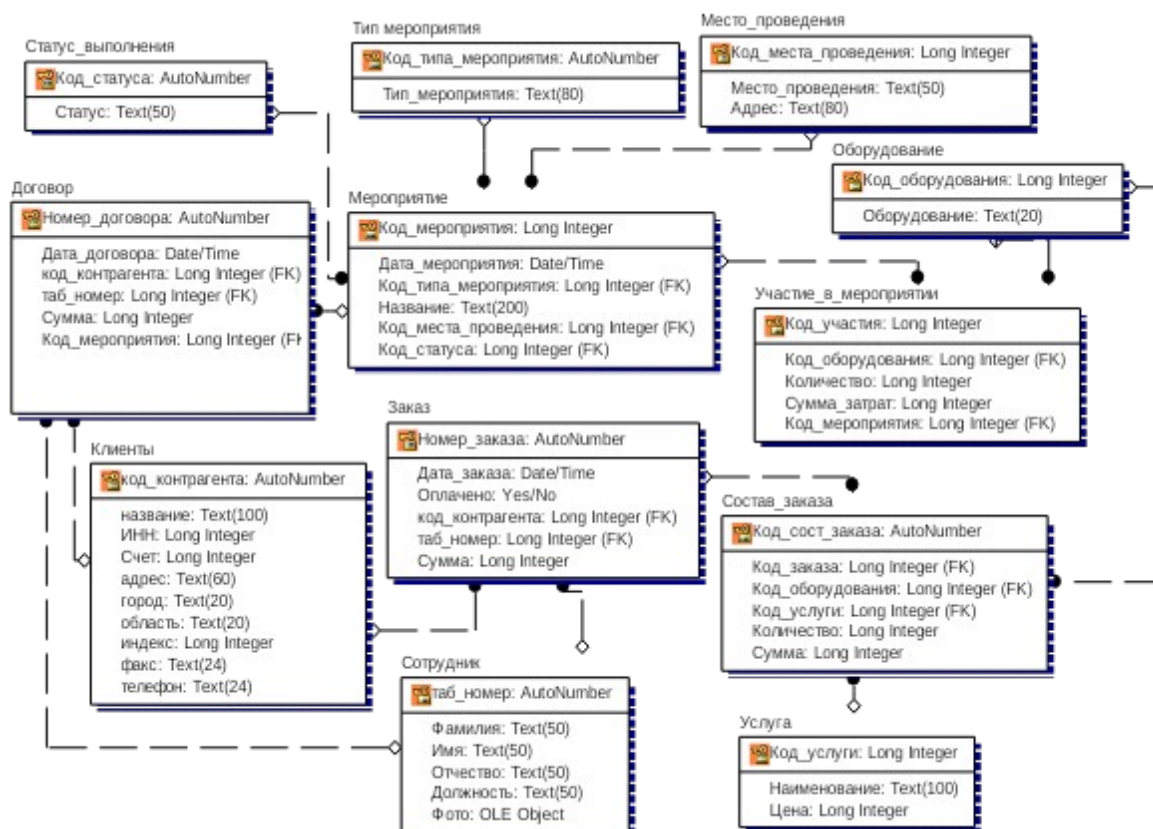 Статус_выполнения
Код_статуса: AutoNumber
Статус: Text(50)
Тип мероприятия
Код_типа_мероприятия: AutoNumber
Тип_мероприятия: Text(80)
Место_проведения
Код_места_проведения: Long Integer
Место_проведения: Text(50)
Адрес: Text(80)
Оборудование
Код_оборудования: Long Integer
Оборудование: Text(20)
Договор
Номер_договора: AutoNumber
Дата_договора: Date/Time
код_контрагента: Long Integer (FK)
таб_номер: Long Integer (FK)
Сумма: Long Integer
Код_мероприятия: Long Integer (FK
Мероприятие
Код_мероприятия: Long Integer
Дата_мероприятия: Date/Time
Код_типа_мероприятия: Long Integer (FK)
Название: Text(200)
Код_места_проведения: Long Integer (FK)
Код_статуса: Long Integer (FK)
Участие_в_мероприятии
Код_участия: Long Integer
Код_оборудования: Long Integer (FK)
Количество: Long Integer
Сумма_затрат: Long Integer
Код_мероприятия: Long Integer (FK)
Клиенты
код_контрагента: AutoNumber
название: Text(100)
ИНН: Long Integer
Счет: Long Integer
адрес: Text(60)
город: Text(20)
область: Text(20)
индекс: Long Integer
факс: Text(24)
телефон: Text(24)
Заказ
Номер_заказа: AutoNumber
Дата_заказа: Date/Time
Оплачено: Yes/No
код_контрагента: Long Integer (FK)
таб_номер: Long Integer (FK)
Сумма: Long Integer
Состав_заказа
Код_сост_заказа: AutoNumber
Код_заказа: Long Integer (FK)
Код_оборудования: Long Integer (FK)
Код_услуги: Long Integer (FK)
Количество: Long Integer
Сумма: Long Integer
Сотрудник
таб_номер: AutoNumber
Фамилия: Text(50)
Имя: Text(50)
Отчество: Text(50)
Должность: Text(50)
Фото: OLE Object
Услуга
Код_услуги: Long Integer
Наименование: Text(100)
Цена: Long Integer